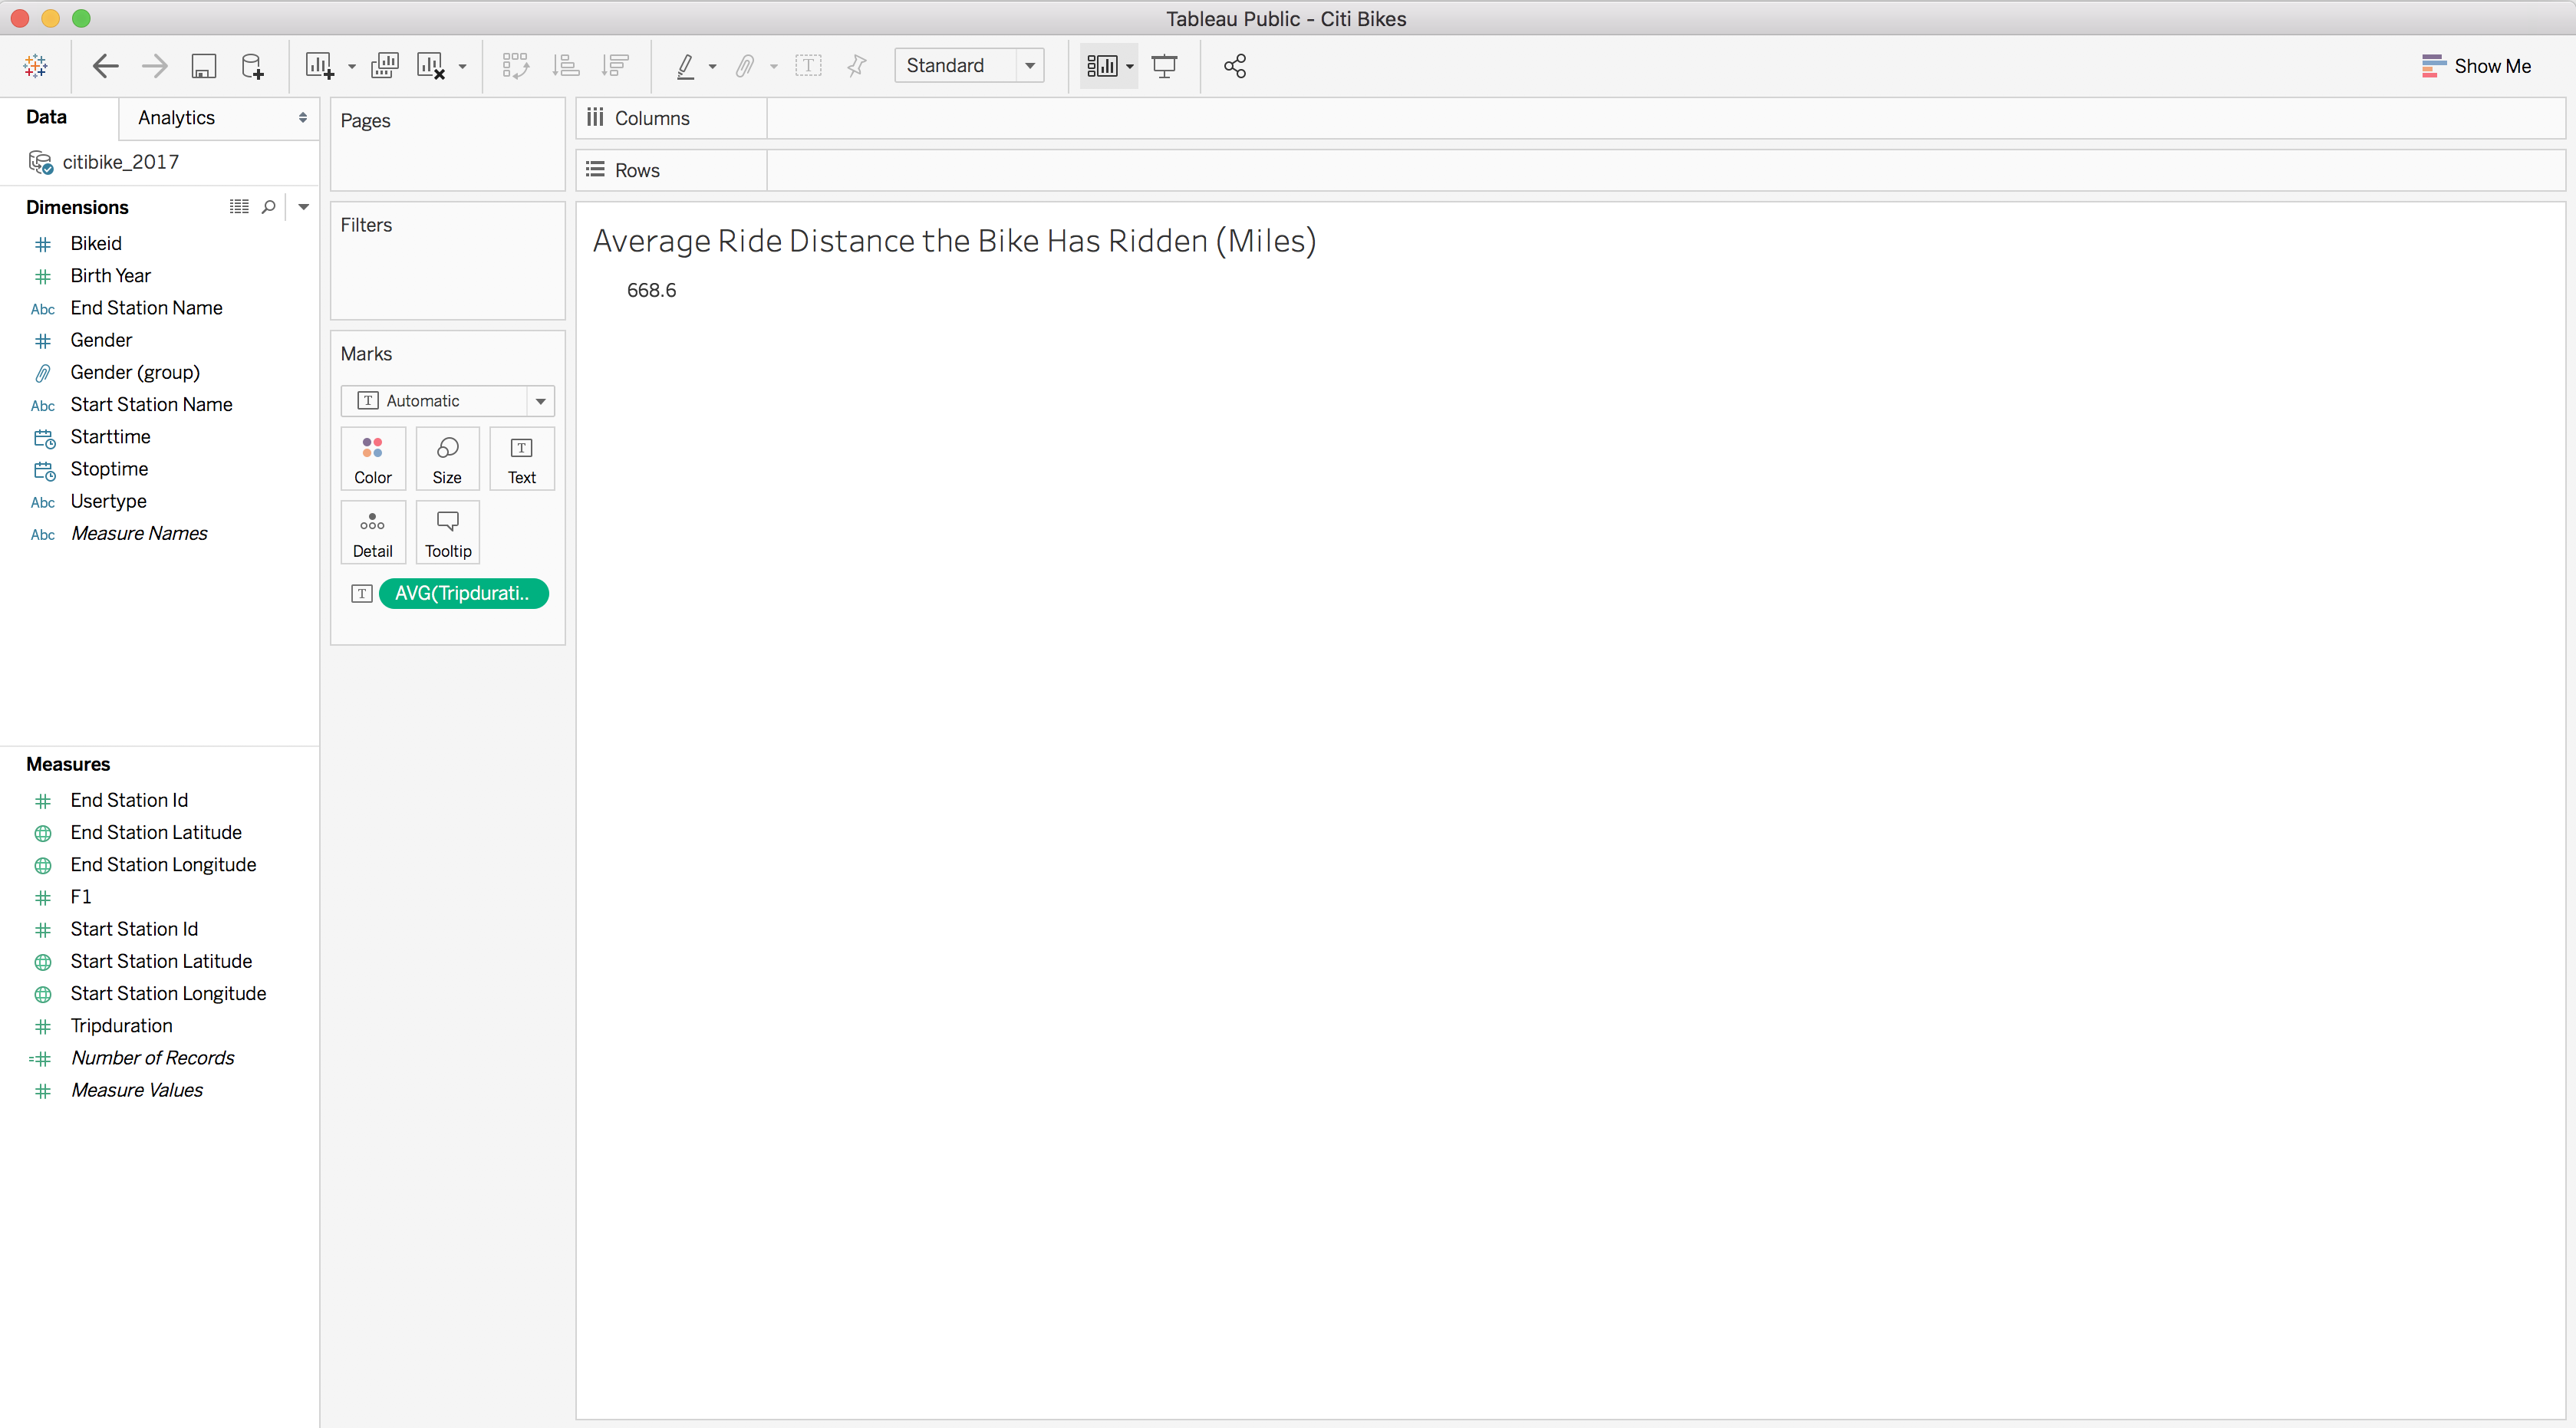 Tableau Public - Citi Bikes
Standard
Show Me
Data
Analytics
citibike_2017
Dimensions
Bikeid
Birth Year
Abc End Station Name
Gender
Gender (group)
Abc Start Station Name
Starttime
Stoptime
Abc Usertype
Abc Measure Names
Measures
End Station Id
End Station Latitude
End Station Longitude
F1
Start Station Id
Start Station Latitude
Start Station Longitude
Tripduration
Number of Records
Measure Values
Pages
Filters
Marks
Automatic
Color
Size
Text
Detail
Tooltip
AVG(Tripdurati..
Columns
Rows
Average Ride Distance the Bike Has Ridden (Miles)
668.6